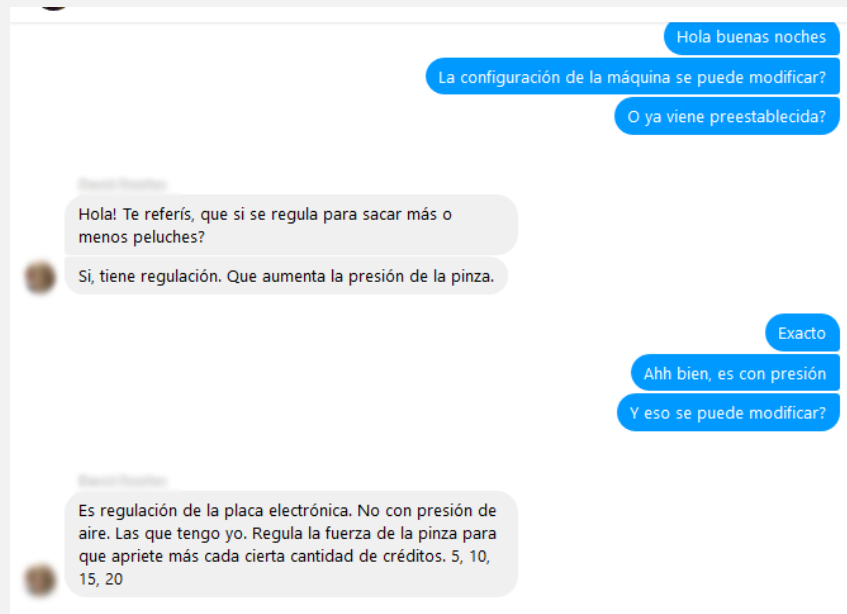 Hola buenas noches
La configuración de la máquina se puede modificar?
O ya viene preestablecida?
Hola! Te referís, que si se regula para sacar más o
menos peluches?
Si, tiene regulación. Que aumenta la presión de la pinza.
Exacto
Ahh bien, es con presión
Y eso se puede modificar?
Es regulación de la placa electrónica. No con presión de
aire. Las que tengo yo. Regula la fuerza de la pinza para
que apriete más cada cierta cantidad de créditos. 5, 10,
15, 20